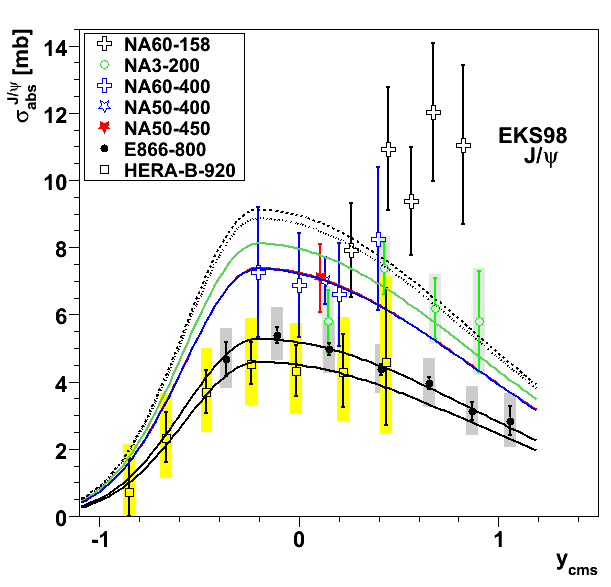 σ_abs^J/ψ [mb]
14
12
10
8
6
4
2
0
NA60-158
NA3-200
NA60-400
NA50-400
NA50-450
E866-800
HERA-B-920
EKS98
J/ψ
-1 0 1
y_cms